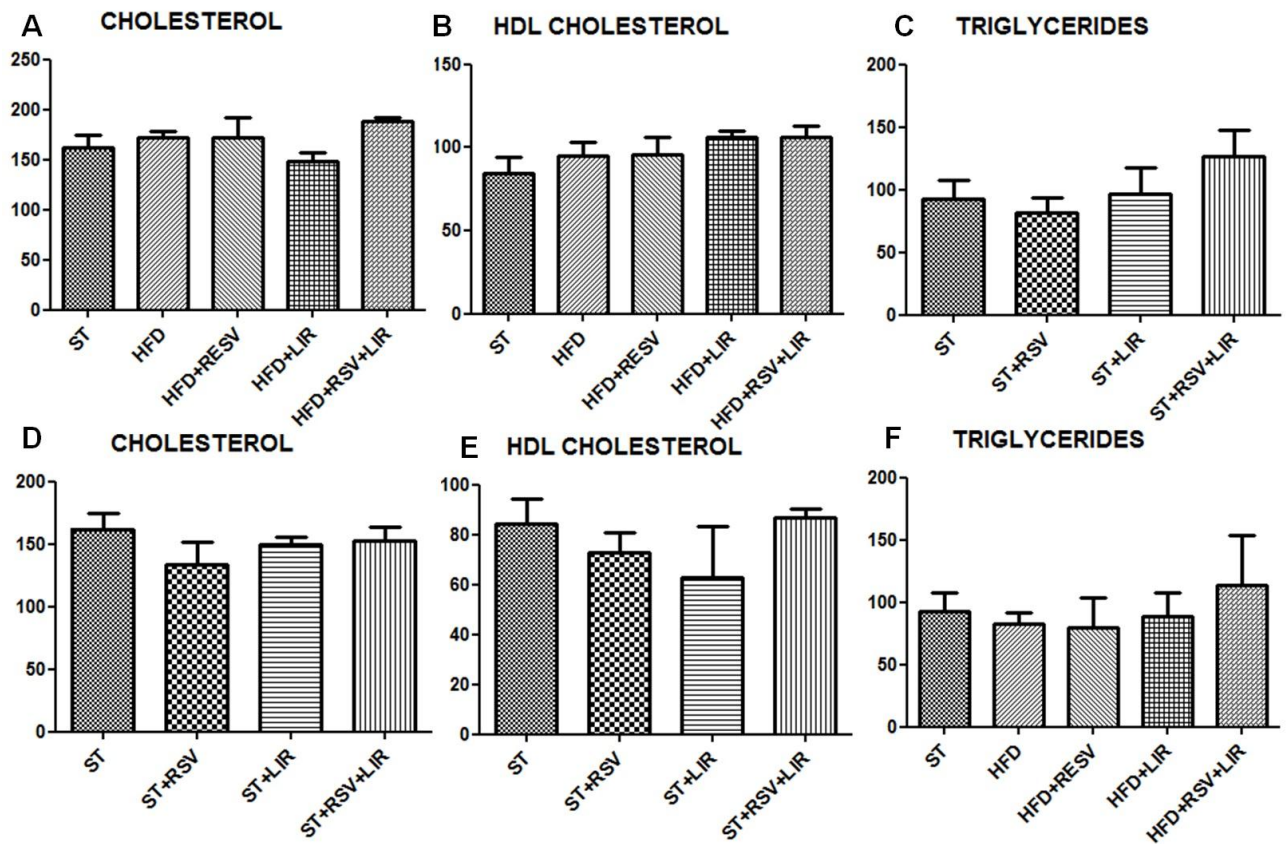 A CHOLESTEROL
250
200
150
100
50
0
ST
HFD
HFD+RESV
HFD+LIR
HFD+RSV+LIR
B HDL CHOLESTEROL
150
100
50
0
ST
HFD
HFD+RESV
HFD+LIR
HFD+RSV+LIR
C TRIGLYCERIDES
200
150
100
50
0
ST
ST+RSV
ST+LIR
ST+RSV+LIR
D CHOLESTEROL
200
150
100
50
0
ST
ST+RSV
ST+LIR
ST+RSV+LIR
E HDL CHOLESTEROL
100
80
60
40
20
0
ST
ST+RSV
ST+LIR
ST+RSV+LIR
F TRIGLYCERIDES
200
150
100
50
0
ST
HFD
HFD+RESV
HFD+LIR
HFD+RSV+LIR